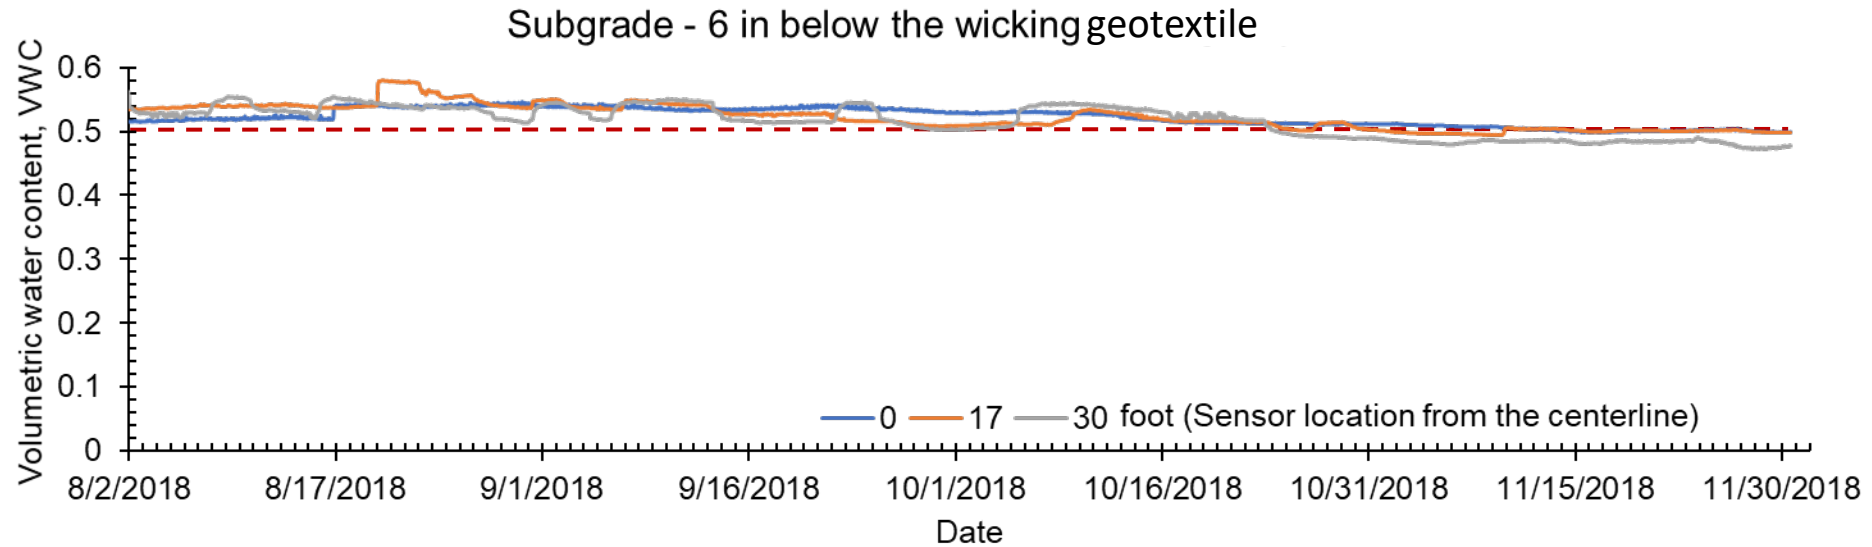 Subgrade - 6 in below the wicking geotextile
Volumetric water content, VWC
0.6
0.5
0.4
0.3
0.2
0.1
0
0 17 30 foot (Sensor location from the centerline)
8/2/2018 8/17/2018 9/1/2018 9/16/2018 10/1/2018 10/16/2018 10/31/2018 11/15/2018 11/30/2018
Date